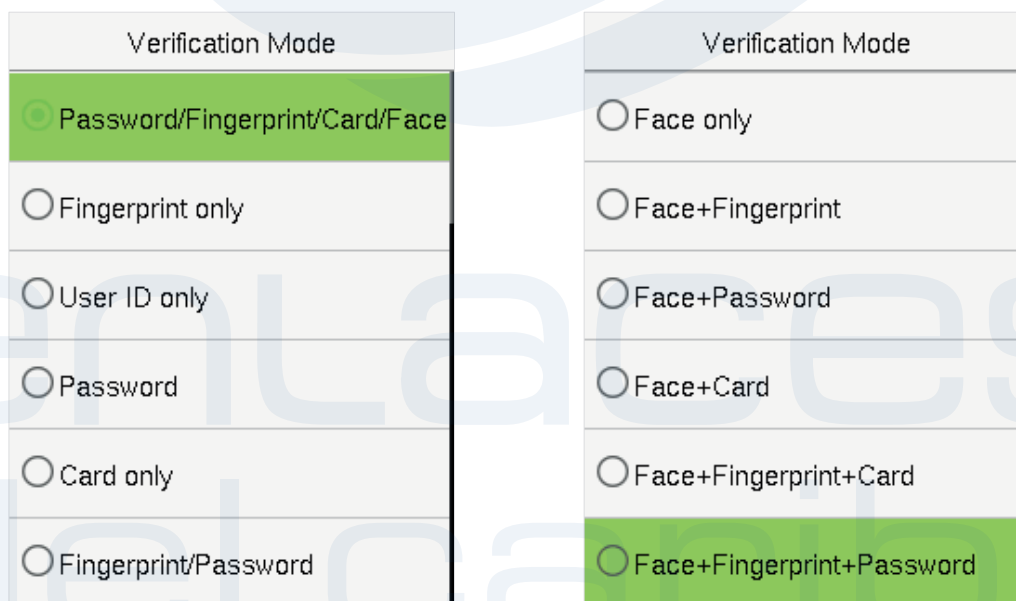 Verification Mode
Password/Fingerprint/Card/Face
Fingerprint only
User ID only
Password
Card only
Fingerprint/Password
Verification Mode
Face only
Face+Fingerprint
Face+Password
Face+Card
Face+Fingerprint+Card
Face+Fingerprint+Password